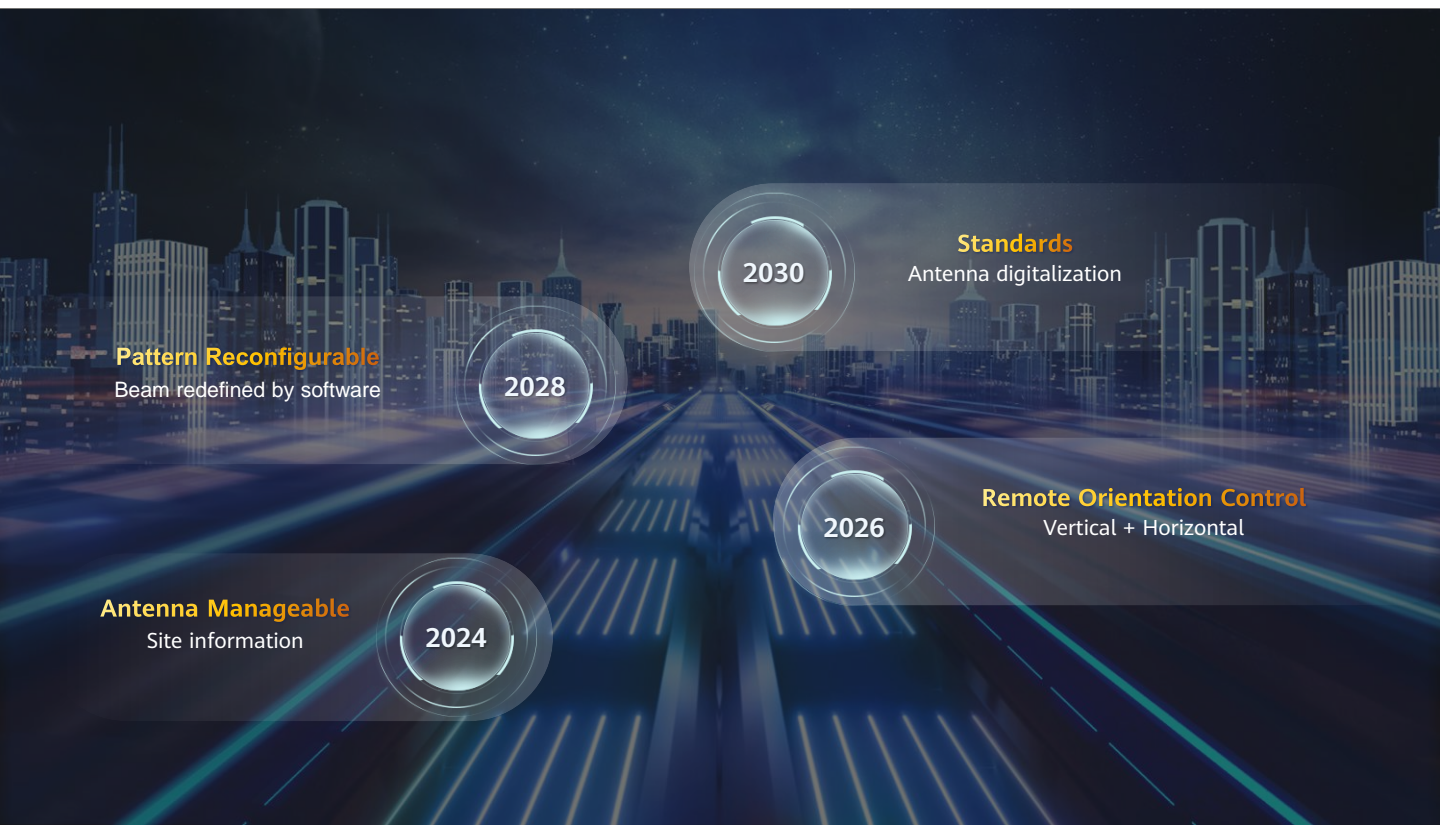 2030
Standards
Antenna digitalization
Pattern Reconfigurable
Beam redefined by software
2028
2026
Remote Orientation Control
Vertical + Horizontal
Antenna Manageable
Site information
2024